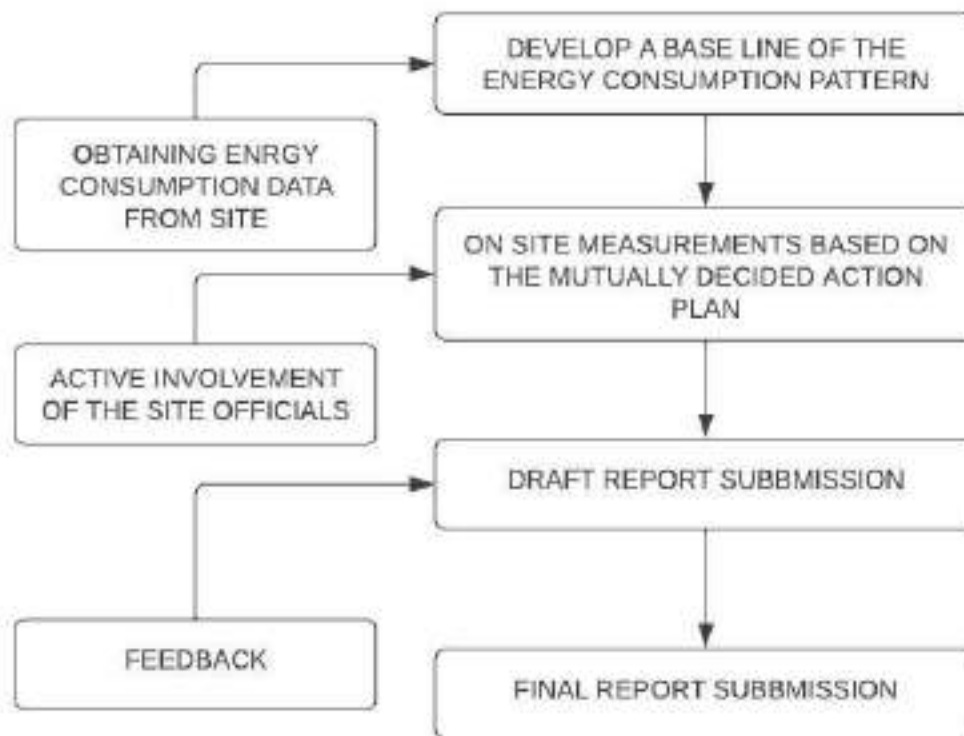 DEVELOP A BASE LINE OF THE
ENERGY CONSUMPTION PATTERN
OBTAINING ENRGY
CONSUMPTION DATA
FROM SITE
ON SITE MEASUREMENTS BASED ON
THE MUTUALLY DECIDED ACTION
PLAN
ACTIVE INVOLVEMENT
OF THE SITE OFFICIALS
DRAFT REPORT SUBBMISSION
FEEDBACK
FINAL REPORT SUBBMISSION